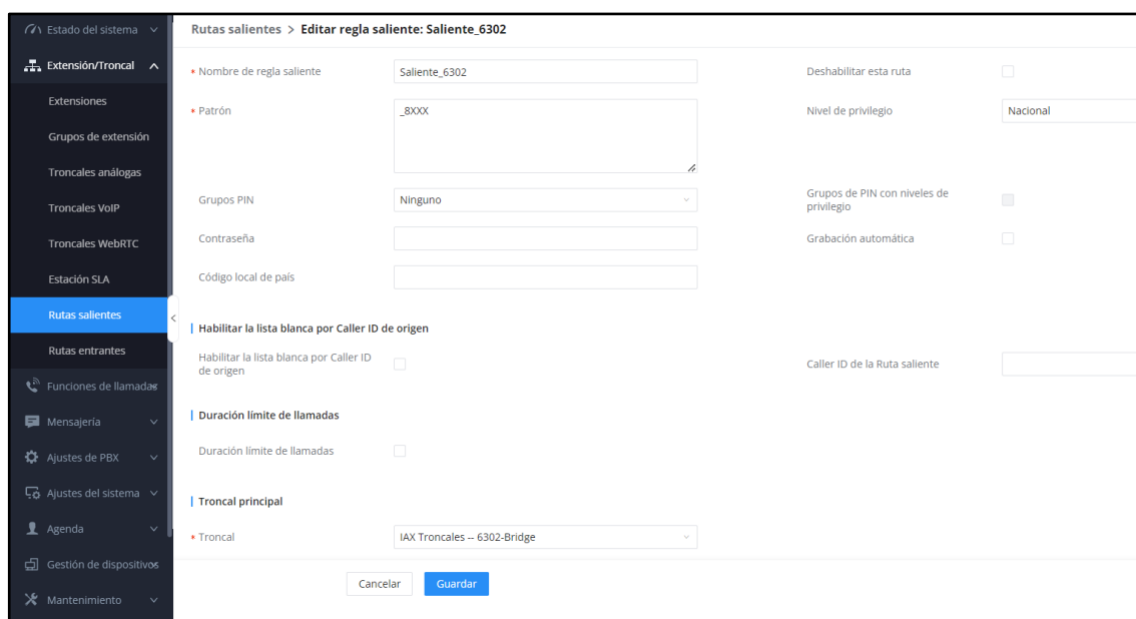 Estado del sistema
Extensión/Troncal
Extensiones
Grupos de extensión
Troncales análogas
Troncales VoIP
Troncales WebRTC
Estación SLA
Rutas salientes
Rutas entrantes
Funciones de llamadas
Mensajería
Ajustes de PBX
Ajustes del sistema
Agenda
Gestión de dispositivos
Mantenimiento
Rutas salientes > Editar regla saliente: Saliente_6302
* Nombre de regla saliente Saliente_6302 Deshabilitar esta ruta
* Patrón _8XXX Nivel de privilegio Nacional
Grupos PIN Ninguno Grupos de PIN con niveles de
privilegio
Contraseña Grabación automática
Código local de país
Habilitar la lista blanca por Caller ID de origen
Habilitar la lista blanca por Caller ID
de origen Caller ID de la Ruta saliente
Duración límite de llamadas
Duración límite de llamadas
Troncal principal
* Troncal IAX Troncales -- 6302-Bridge
Cancelar Guardar